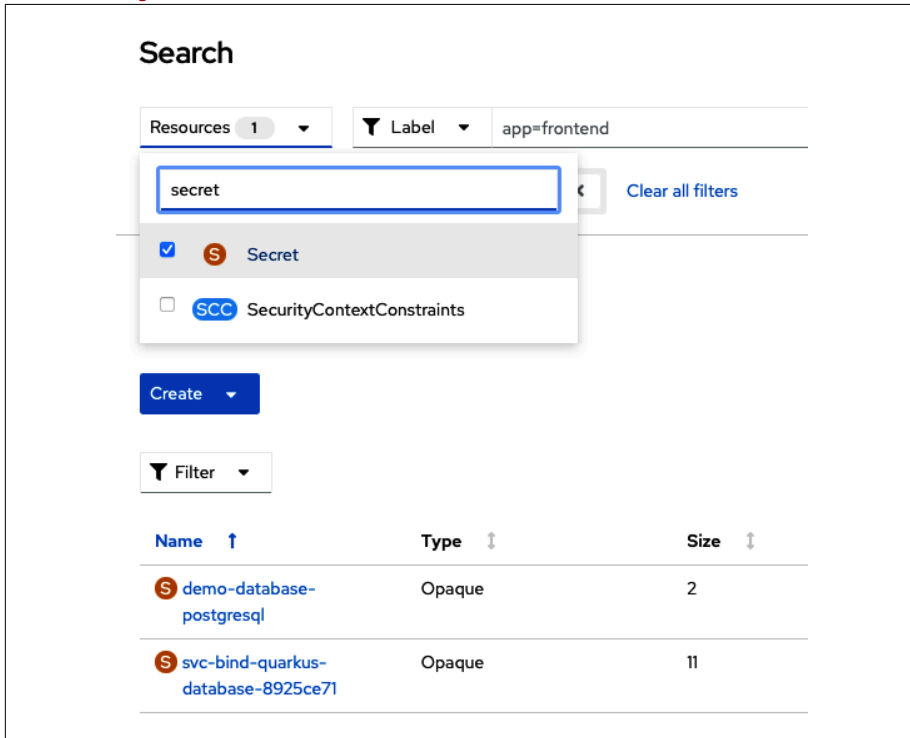 Search
Resources 1 Label app=frontend
secret
Clear all filters
S Secret
SCC SecurityContextConstraints
Create
Filter
Name Type Size
S demo-database-postgresql Opaque 2
S svc-bind-quarkus-database-8925ce71 Opaque 11